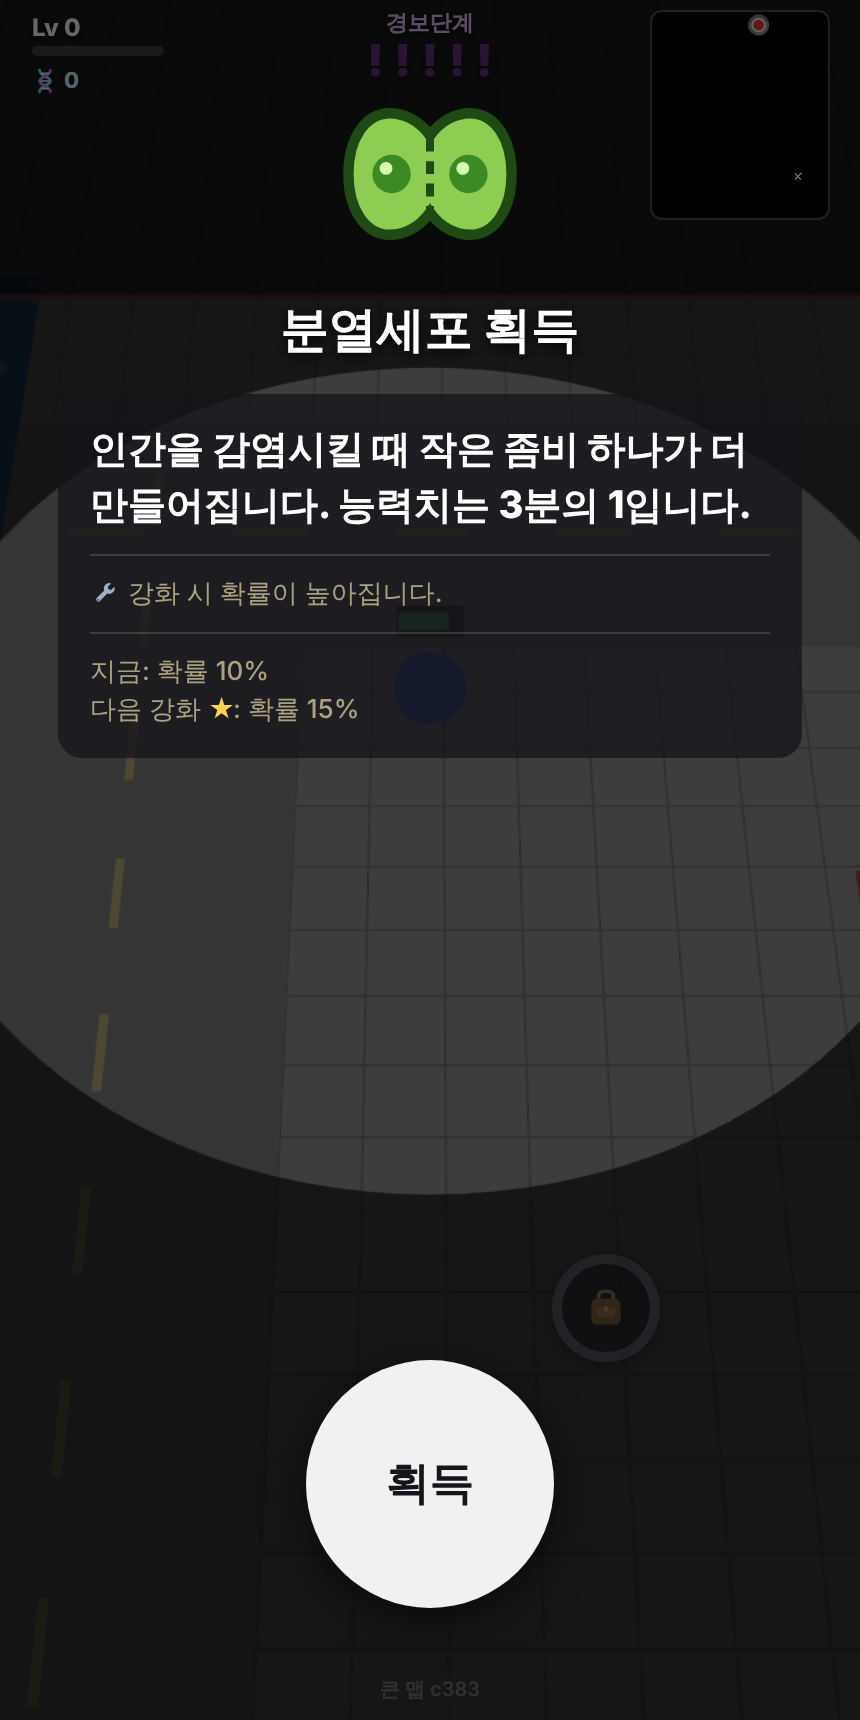 Lv 0
0
경보단계
!!!!!
분열세포 획득
인간을 감염시킬 때 작은 좀비 하나가 더
만들어집니다. 능력치는 3분의 1입니다.
강화 시 확률이 높아집니다.
지금: 확률 10%
다음 강화 ★: 확률 15%
획득
큰 맵 c383